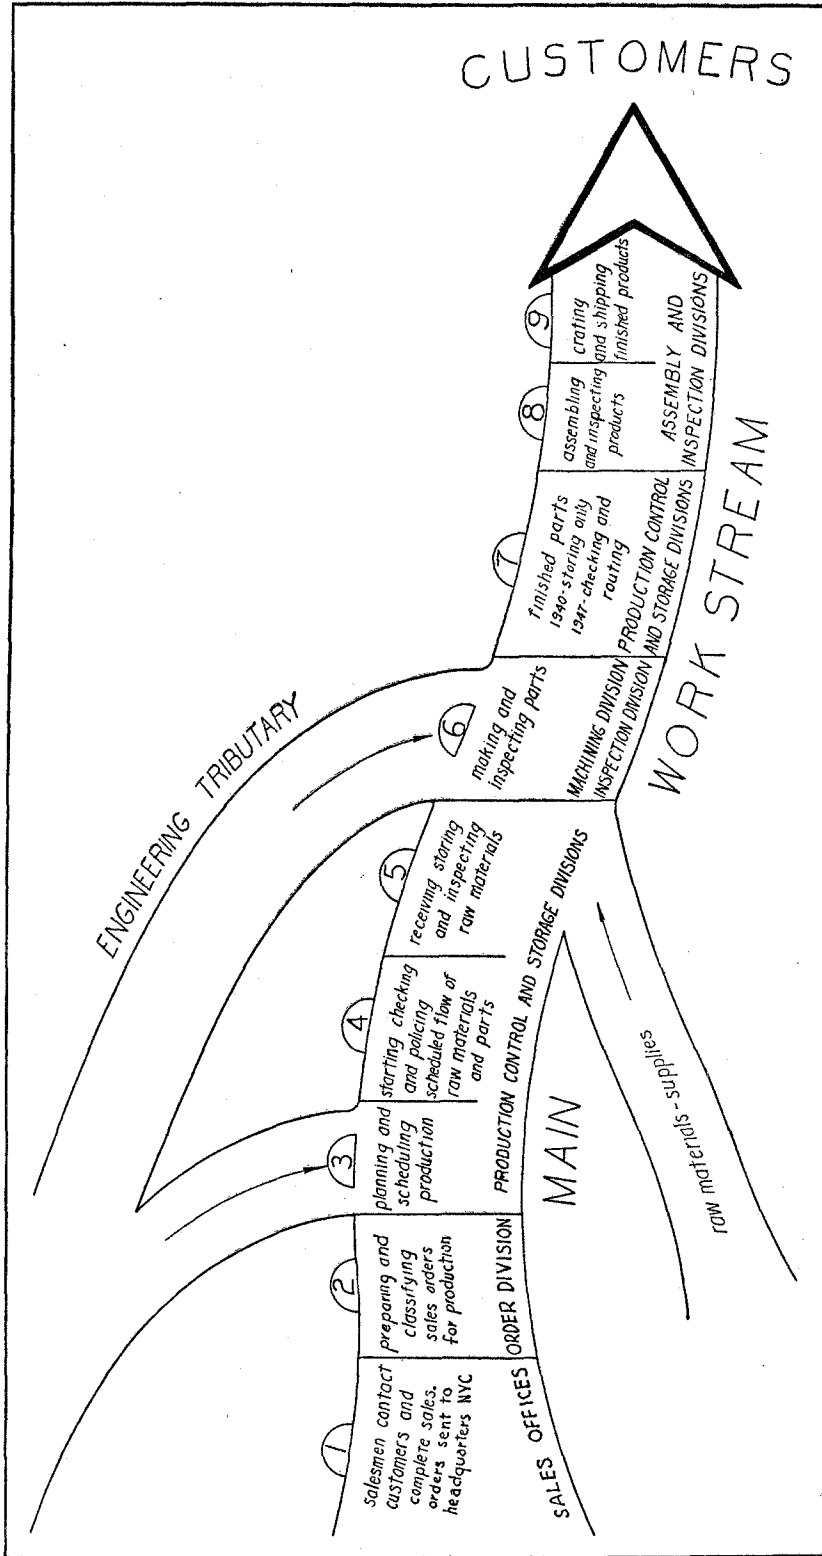 CUSTOMERS
ENGINEERING TRIBUTARY
MAIN
WORK STREAM
raw materials - supplies
1
salesmen contact
customers and
complete sales.
orders sent to
headquarters NYC
SALES OFFICES
2
preparing and
classifying
sales orders
for production
ORDER DIVISION
3
planning and
scheduling
production
4
starting checking
and policing
scheduled flow of
raw materials
and parts
5
receiving storing
and inspecting
raw materials
PRODUCTION CONTROL AND STORAGE DIVISIONS
6
making and
inspecting parts
MACHINING DIVISION
INSPECTION DIVISION
7
finished parts
1940-storing only
1947-checking and
routing
PRODUCTION CONTROL
AND STORAGE DIVISIONS
8
assembling
and inspecting
products
9
crating
and shipping
finished products
ASSEMBLY AND
INSPECTION DIVISIONS